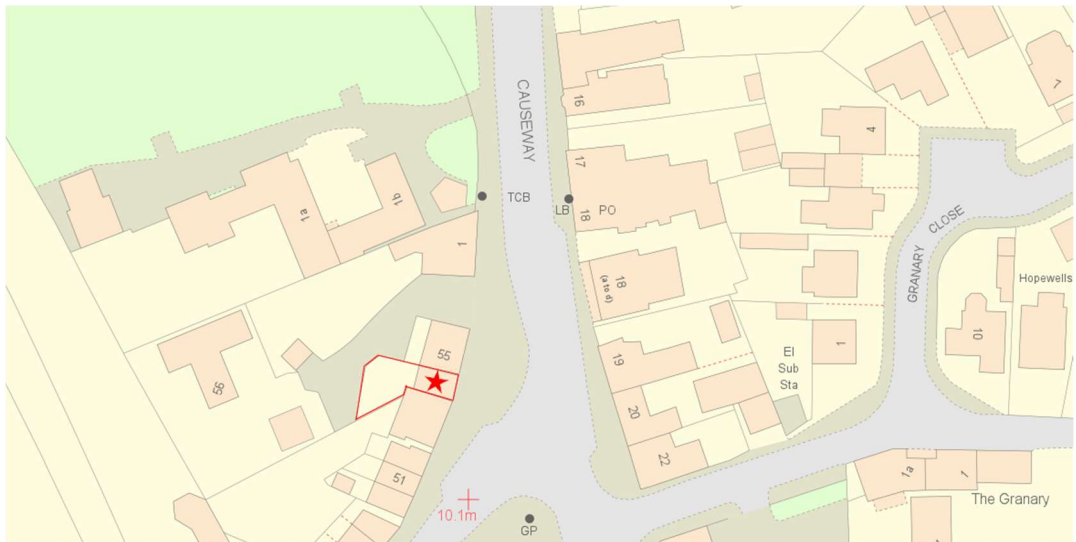 CAUSEWAY
16
7
4
17
TCB
LB
18
PO
1a
1b
1
GRANARY CLOSE
18
(a to d)
Hopewells
10
55
56
19
1
El
Sub
Sta
20
22
51
1a
1
The Granary
10.1m
GP